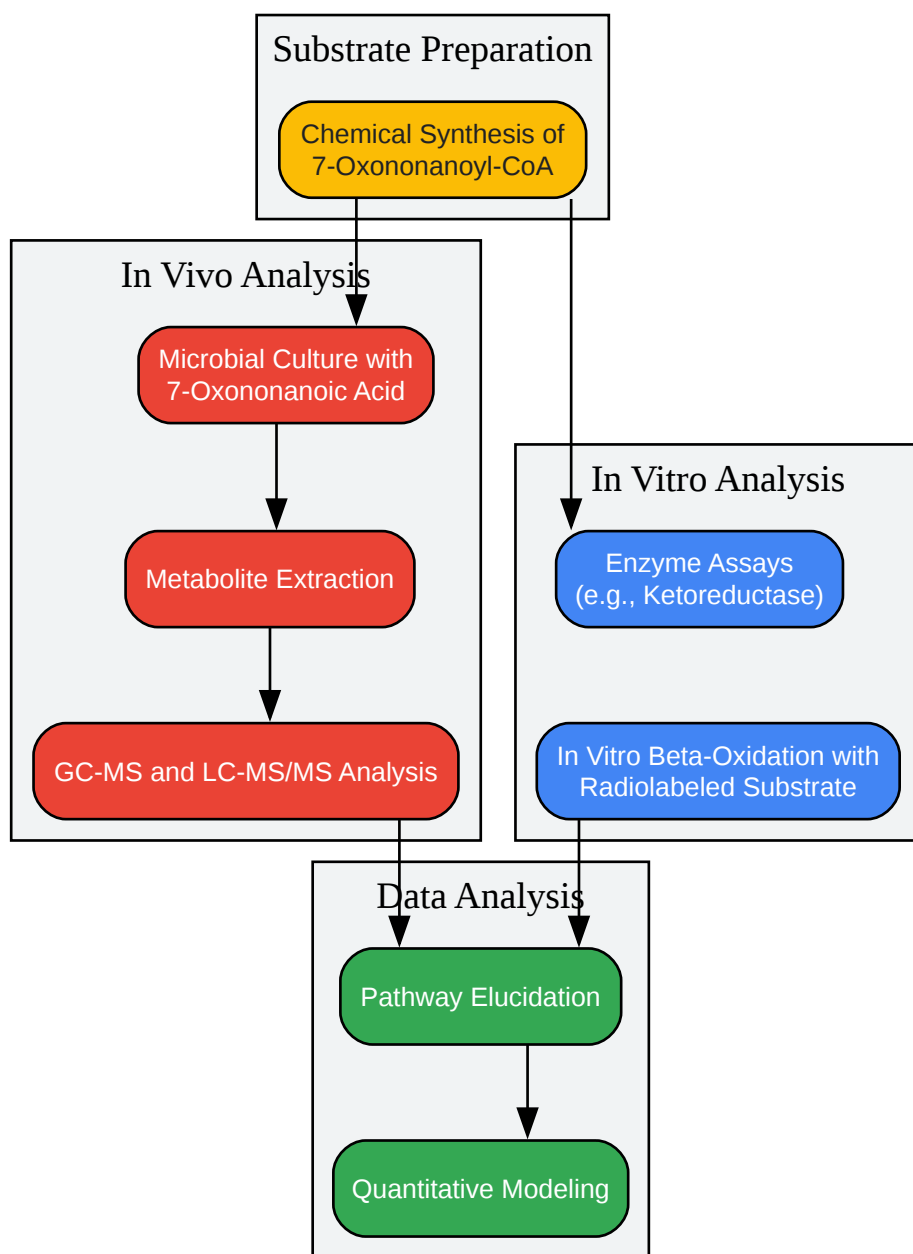 Substrate Preparation
Chemical Synthesis of
7-Oxononanoyl-CoA
In Vivo Analysis
Microbial Culture with
7-Oxononanoic Acid
Metabolite Extraction
GC-MS and LC-MS/MS Analysis
In Vitro Analysis
Enzyme Assays
(e.g., Ketoreductase)
In Vitro Beta-Oxidation with
Radiolabeled Substrate
Data Analysis
Pathway Elucidation
Quantitative Modeling